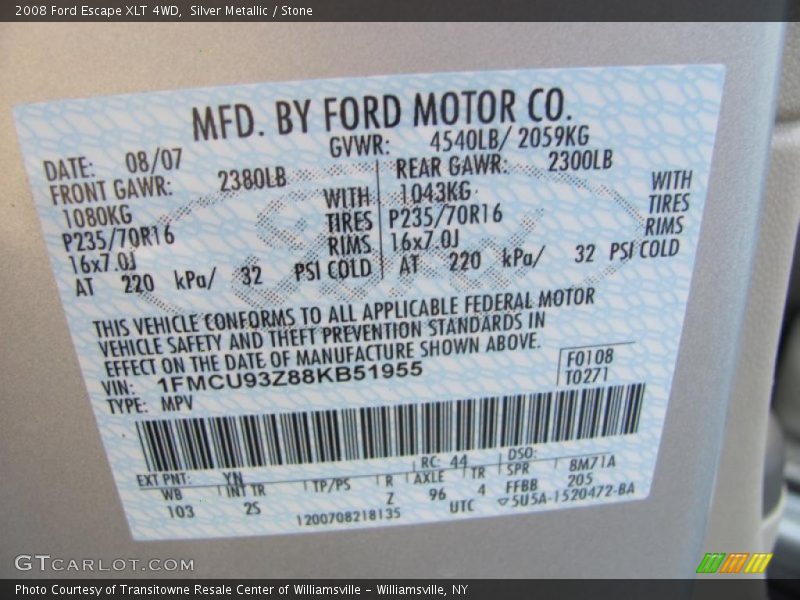 2008 Ford Escape XLT 4WD, Silver Metallic / Stone
MFD. BY FORD MOTOR CO.
DATE: 08/07 GVWR: 4540LB/ 2059KG
FRONT GAWR: 2380LB REAR GAWR: 2300LB
1080KG WITH 1043KG WITH
P235/70R16 TIRES P235/70R16 TIRES
16x7.0J RIMS 16x7.0J RIMS
AT 220 kPa/ 32 PSI COLD AT 220 kPa/ 32 PSI COLD
THIS VEHICLE CONFORMS TO ALL APPLICABLE FEDERAL MOTOR
VEHICLE SAFETY AND THEFT PREVENTION STANDARDS IN
EFFECT ON THE DATE OF MANUFACTURE SHOWN ABOVE.
VIN: 1FMCU93Z88KB51955 F0108
TYPE: MPV T0271
EXT PNT: YN RC: 44 DSO:
WB INT TR TP/PS R AXLE TR SPR 8M71A
103 2S Z 96 4 FFBB 205
1200708218135 UTC ▽5U5A-1520472-BA
GTCARLOT.COM
Photo Courtesy of Transitowne Resale Center of Williamsville - Williamsville, NY